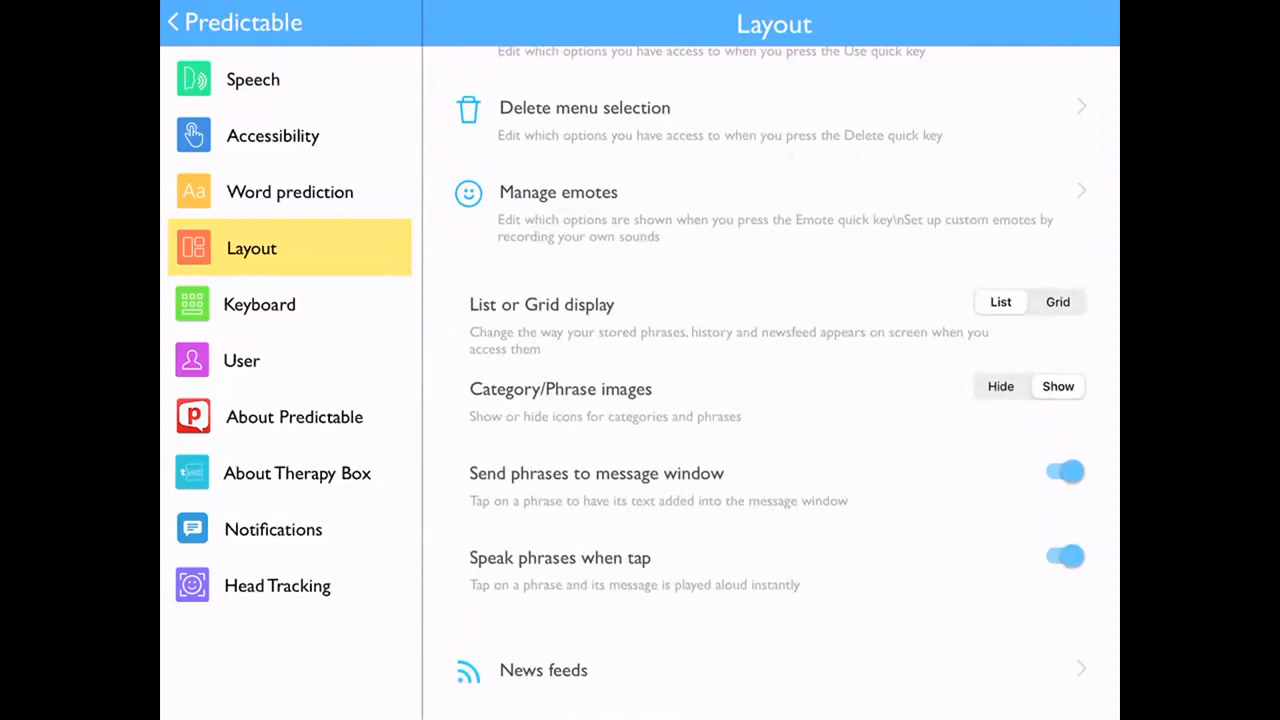 Predictable
Layout
Speech
Accessibility
Aa
Word prediction
Layout
Keyboard
User
p
About Predictable
About Therapy Box
Notifications
Head Tracking
Edit which options you have access to when you press the Use quick key
Delete menu selection
Edit which options you have access to when you press the Delete quick key
Manage emotes
Edit which options are shown when you press the Emote quick key\nSet up custom emotes by
recording your own sounds
List or Grid display
List Grid
Change the way your stored phrases, history and newsfeed appears on screen when you
access them
Category/Phrase images
Hide Show
Show or hide icons for categories and phrases
Send phrases to message window
Tap on a phrase to have its text added into the message window
Speak phrases when tap
Tap on a phrase and its message is played aloud instantly
News feeds